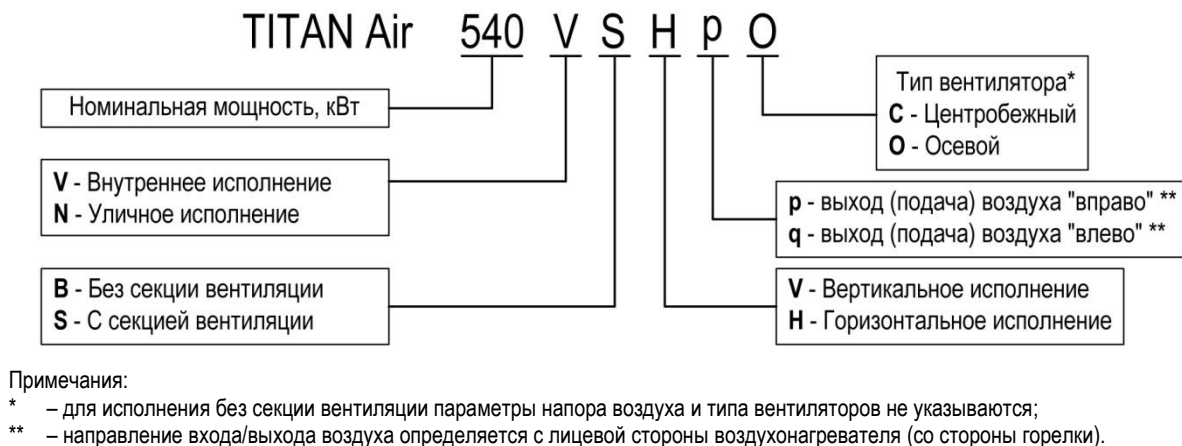 TITAN Air 540 V S H p O
Номинальная мощность, кВт
V - Внутреннее исполнение
N - Уличное исполнение
B - Без секции вентиляции
S - С секцией вентиляции
Тип вентилятора*
C - Центробежный
O - Осевой
p - выход (подача) воздуха "вправо" **
q - выход (подача) воздуха "влево" **
V - Вертикальное исполнение
H - Горизонтальное исполнение
Примечания:
* – для исполнения без секции вентиляции параметры напора воздуха и типа вентиляторов не указываются;
** – направление входа/выхода воздуха определяется с лицевой стороны воздухонагревателя (со стороны горелки).